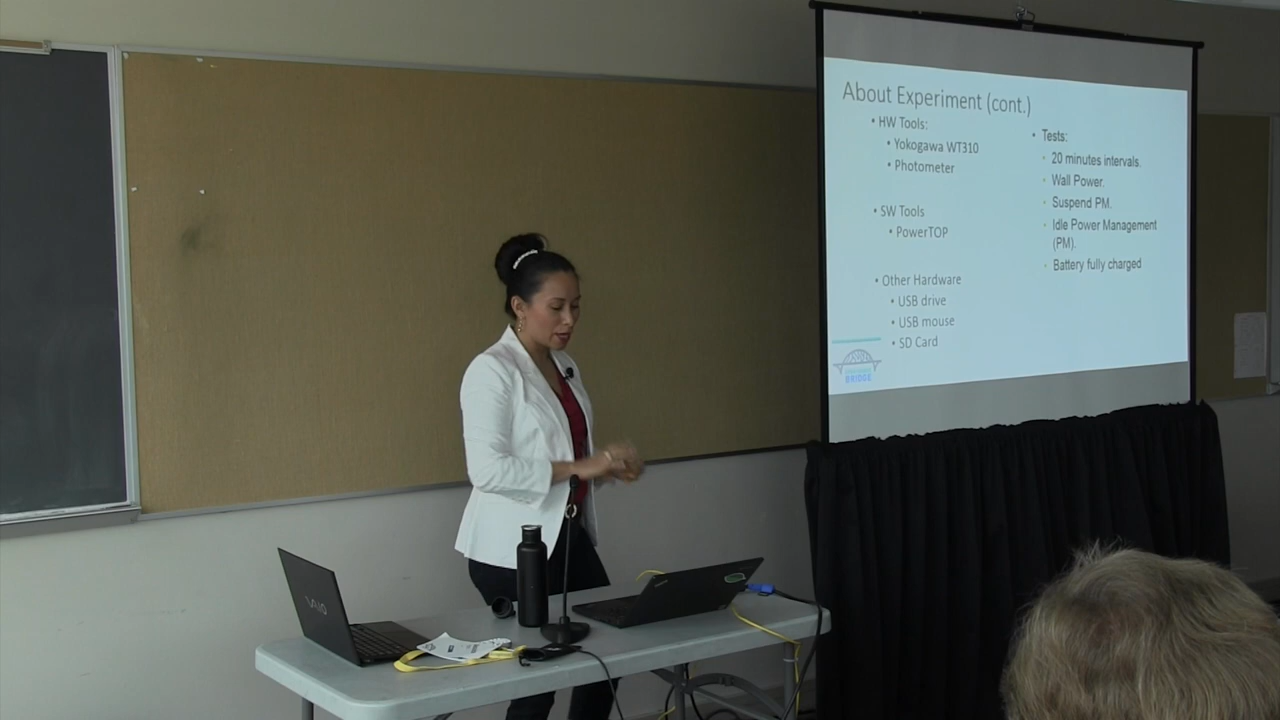 About Experiment (cont.)
• HW Tools:
• Yokogawa WT310
• Photometer
• SW Tools
• PowerTOP
• Other Hardware
• USB drive
• USB mouse
• SD Card
• Tests:
• 20 minutes intervals.
• Wall Power.
• Suspend PM.
• Idle Power Management
(PM).
• Battery fully charged
BRIDGE
VAIO